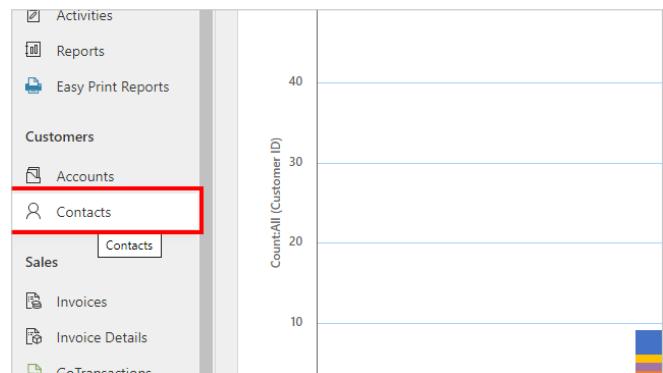 Activities
Reports
Easy Print Reports
Customers
Accounts
Contacts
Contacts
Sales
Invoices
Invoice Details
GoTransactions
40
30
20
10
Count:All (Customer ID)